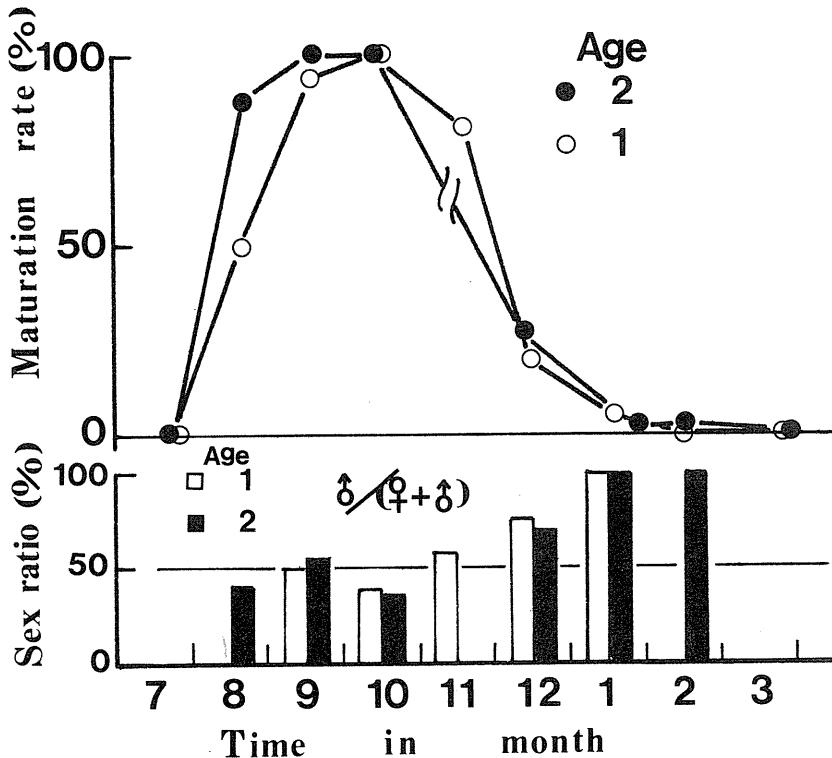 Maturation rate (%)
100
50
0
Age
2
1
Sex ratio (%)
100
50
0
Age
1
2
♂/(♀+♂)
7 8 9 10 11 12 1 2 3
Time in month